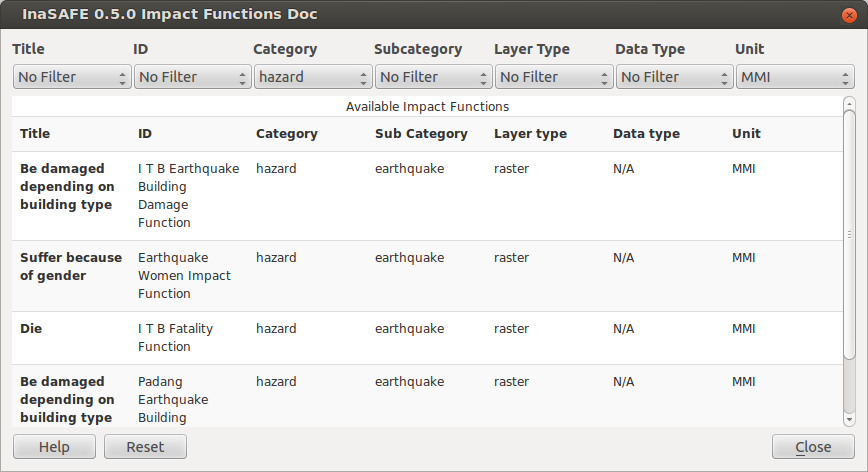 InaSAFE 0.5.0 Impact Functions Doc
Title ID Category Subcategory Layer Type Data Type Unit
No Filter No Filter hazard No Filter No Filter No Filter MMI
Available Impact Functions
Title ID Category Sub Category Layer type Data type Unit
Be damaged I T B Earthquake hazard earthquake raster N/A MMI
depending on Building
building type Damage
Function
Suffer because Earthquake hazard earthquake raster N/A MMI
of gender Women Impact
Function
Die I T B Fatality hazard earthquake raster N/A MMI
Function
Be damaged Padang hazard earthquake raster N/A MMI
depending on Earthquake
building type Building
Help Reset Close